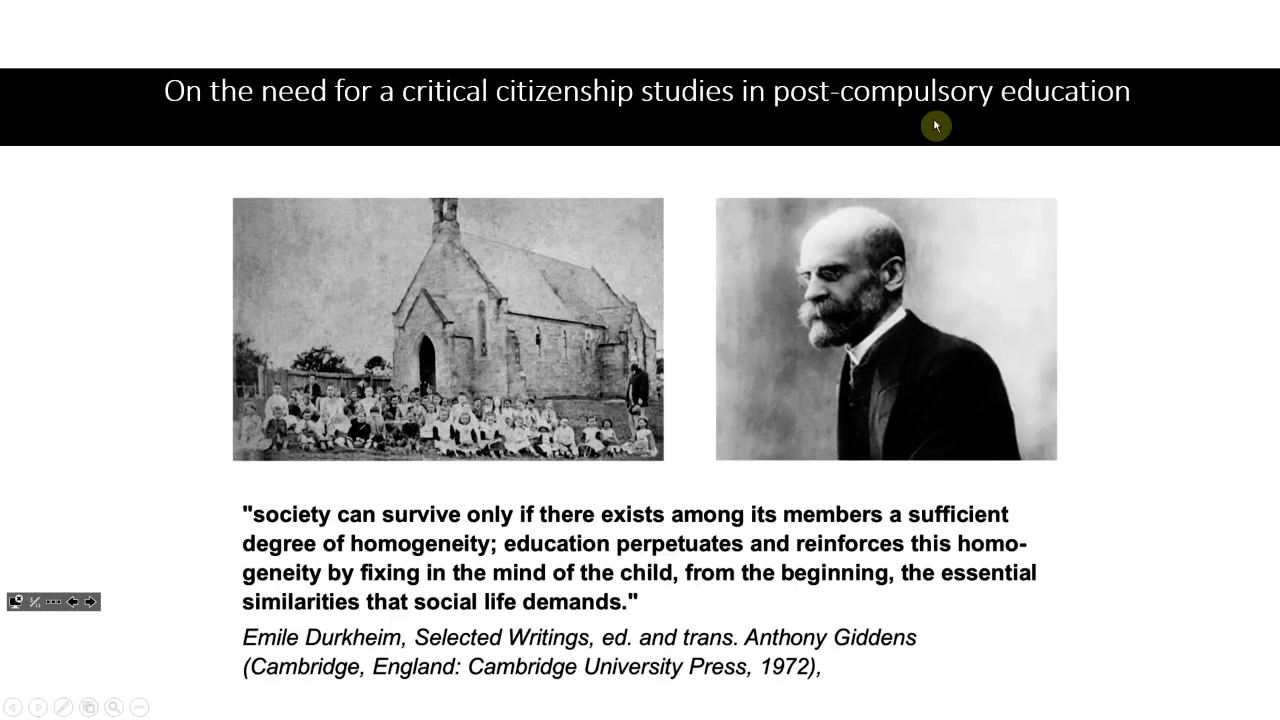 On the need for a critical citizenship studies in post-compulsory education
"society can survive only if there exists among its members a sufficient
degree of homogeneity; education perpetuates and reinforces this homo-
geneity by fixing in the mind of the child, from the beginning, the essential
similarities that social life demands."
Emile Durkheim, Selected Writings, ed. and trans. Anthony Giddens
(Cambridge, England: Cambridge University Press, 1972),